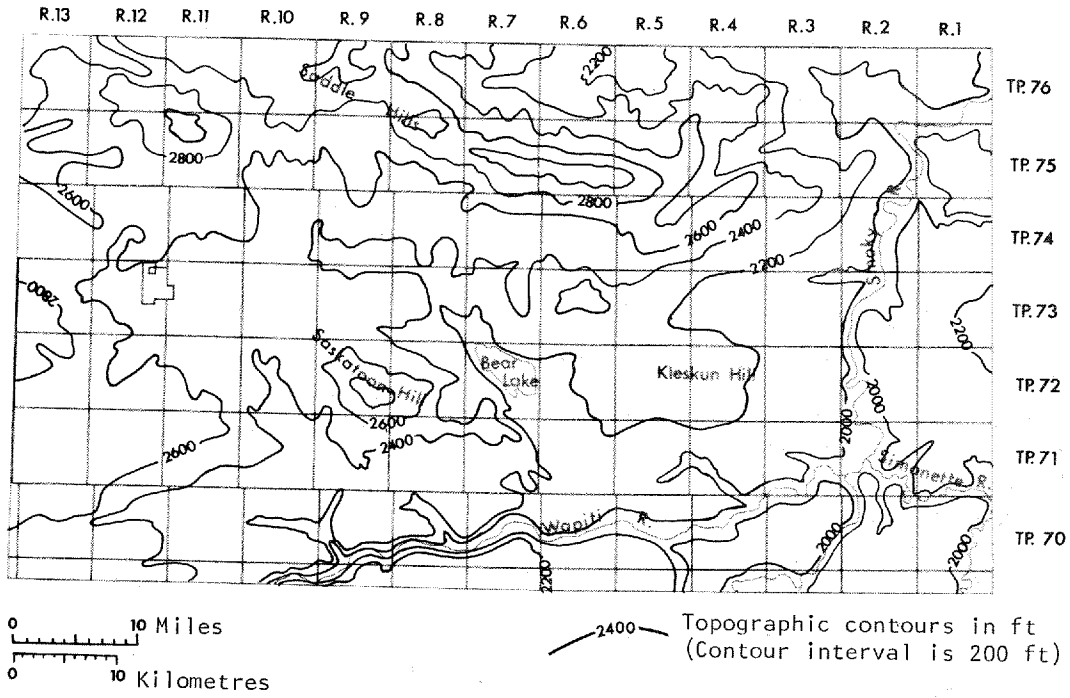 R.13 R.12 R.11 R.10 R.9 R.8 R.7 R.6 R.5 R.4 R.3 R.2 R.1
2200
TP. 76
Saddle Hills
2800
TP. 75
2600
2800
2600
2400
TP. 74
2200
Smoky
2800
TP. 73
2200
Saskatoon Hill
Bear Lake
Kleskun Hill
TP. 72
2000
2600
2400
2000
2600
TP. 71
Simonette R.
Wapiti R
2000
2000
TP. 70
2200
0 Miles 10
0 Kilometres 10
2400
Topographic contours in ft
(Contour interval is 200 ft)